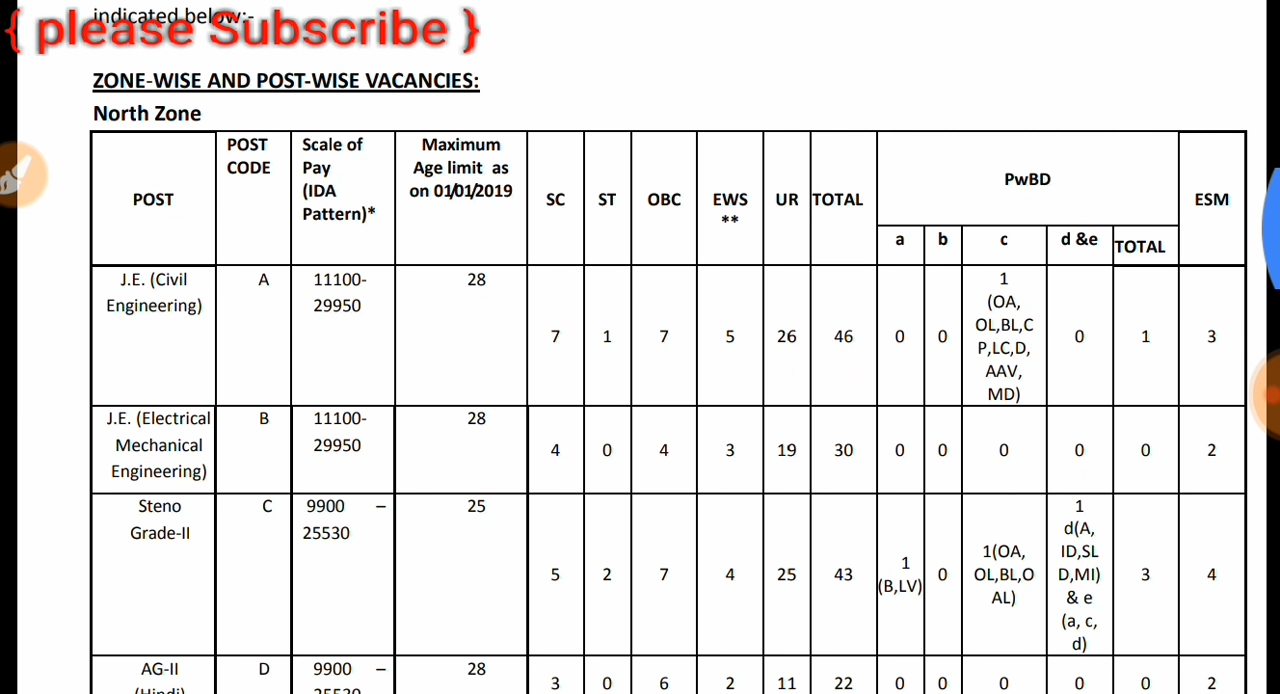 indicated below:-
{ please Subscribe }
ZONE-WISE AND POST-WISE VACANCIES:
North Zone
POST
POST
CODE
Scale of
Pay
(IDA
Pattern)*
Maximum
Age limit as
on 01/01/2019
SC
ST
OBC
EWS
**
UR
TOTAL
PwBD
ESM
a
b
c
d &e
TOTAL
J.E. (Civil
Engineering)
A
11100-
29950
28
7
1
7
5
26
46
0
0
1
(OA,
OL,BL,C
P,LC,D,
AAV,
MD)
0
1
3
J.E. (Electrical
Mechanical
Engineering)
B
11100-
29950
28
4
0
4
3
19
30
0
0
0
0
0
2
Steno
Grade-II
C
9900 –
25530
25
5
2
7
4
25
43
1
(B,LV)
0
1(OA,
OL,BL,O
AL)
1
d(A,
ID,SL
D,MI)
& e
(a, c,
d)
3
4
AG-II
(Hindi)
D
9900 –
25530
28
3
0
6
2
11
22
0
0
0
0
0
2